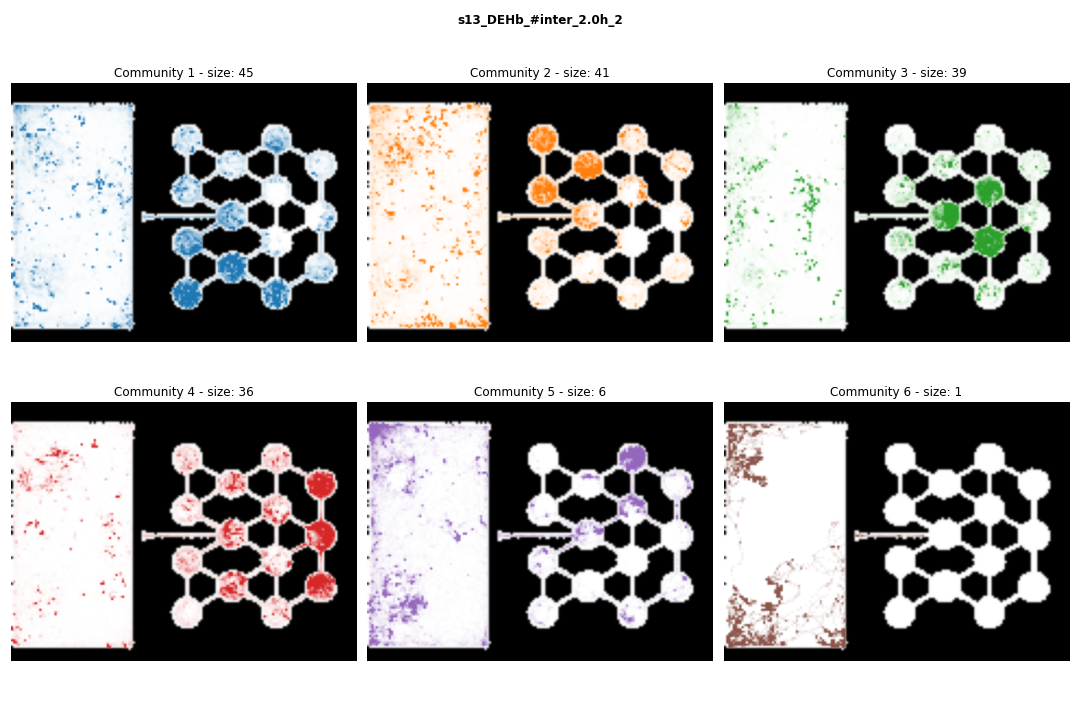 s13_DEHb_#inter_2.0h_2
Community 1 - size: 45
Community 2 - size: 41
Community 3 - size: 39
Community 4 - size: 36
Community 5 - size: 6
Community 6 - size: 1